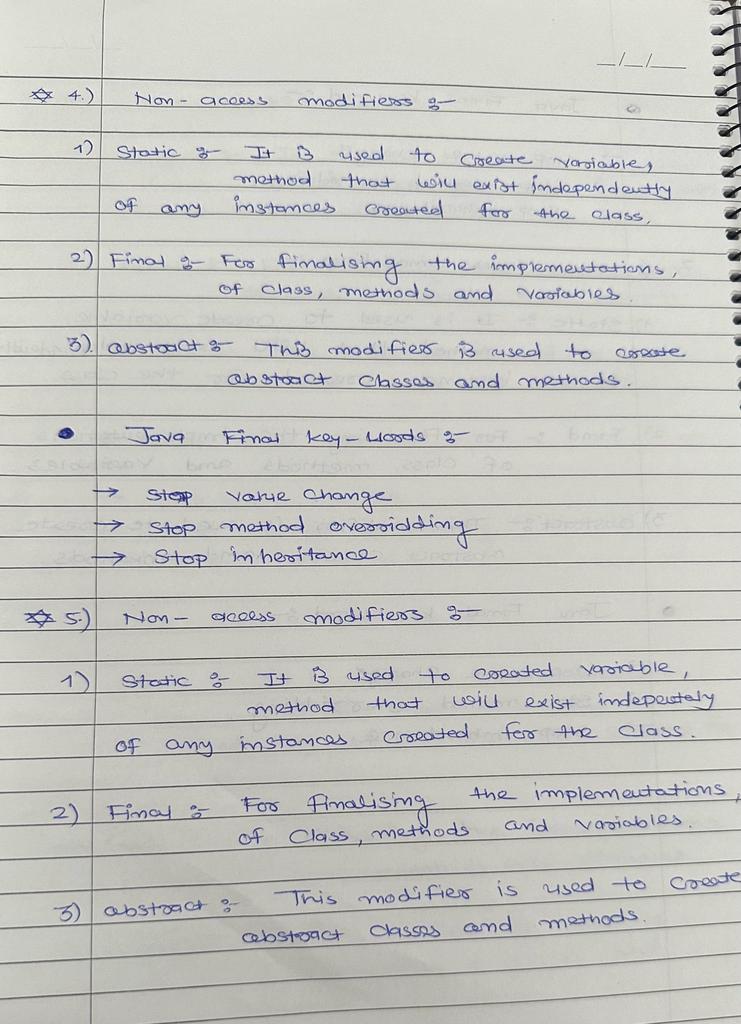 _/_/_
✡ 4.) Non-access modifiers :-
1) Static :- It is used to create variable,
method that will exist independently
of any instances created for the class.
2) Final :- For finalising the implementations,
of class, methods and variables.
3). abstract :- This modifier is used to create
abstract classes and methods.
• Java Final key-words :-
→ Stop value change
→ Stop method overridding
→ Stop inheritance
✡ 5.) Non-access modifiers :-
1) Static :- It is used to created variable,
method that will exist indepeutely
of any instances created for the class.
2) Final :- For finalising the implementations,
of Class, methods and variables.
3) abstract :- This modifier is used to create
abstract classes and methods.